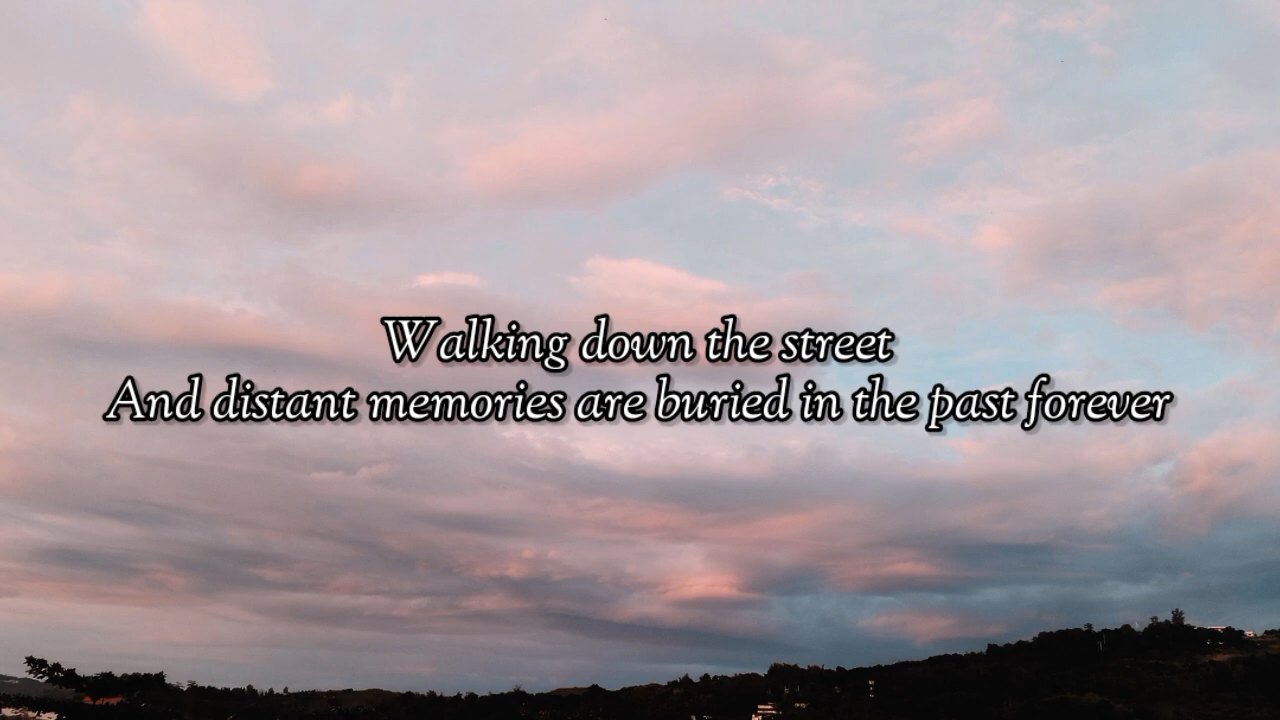 Walking down the street
And distant memories are buried in the past forever